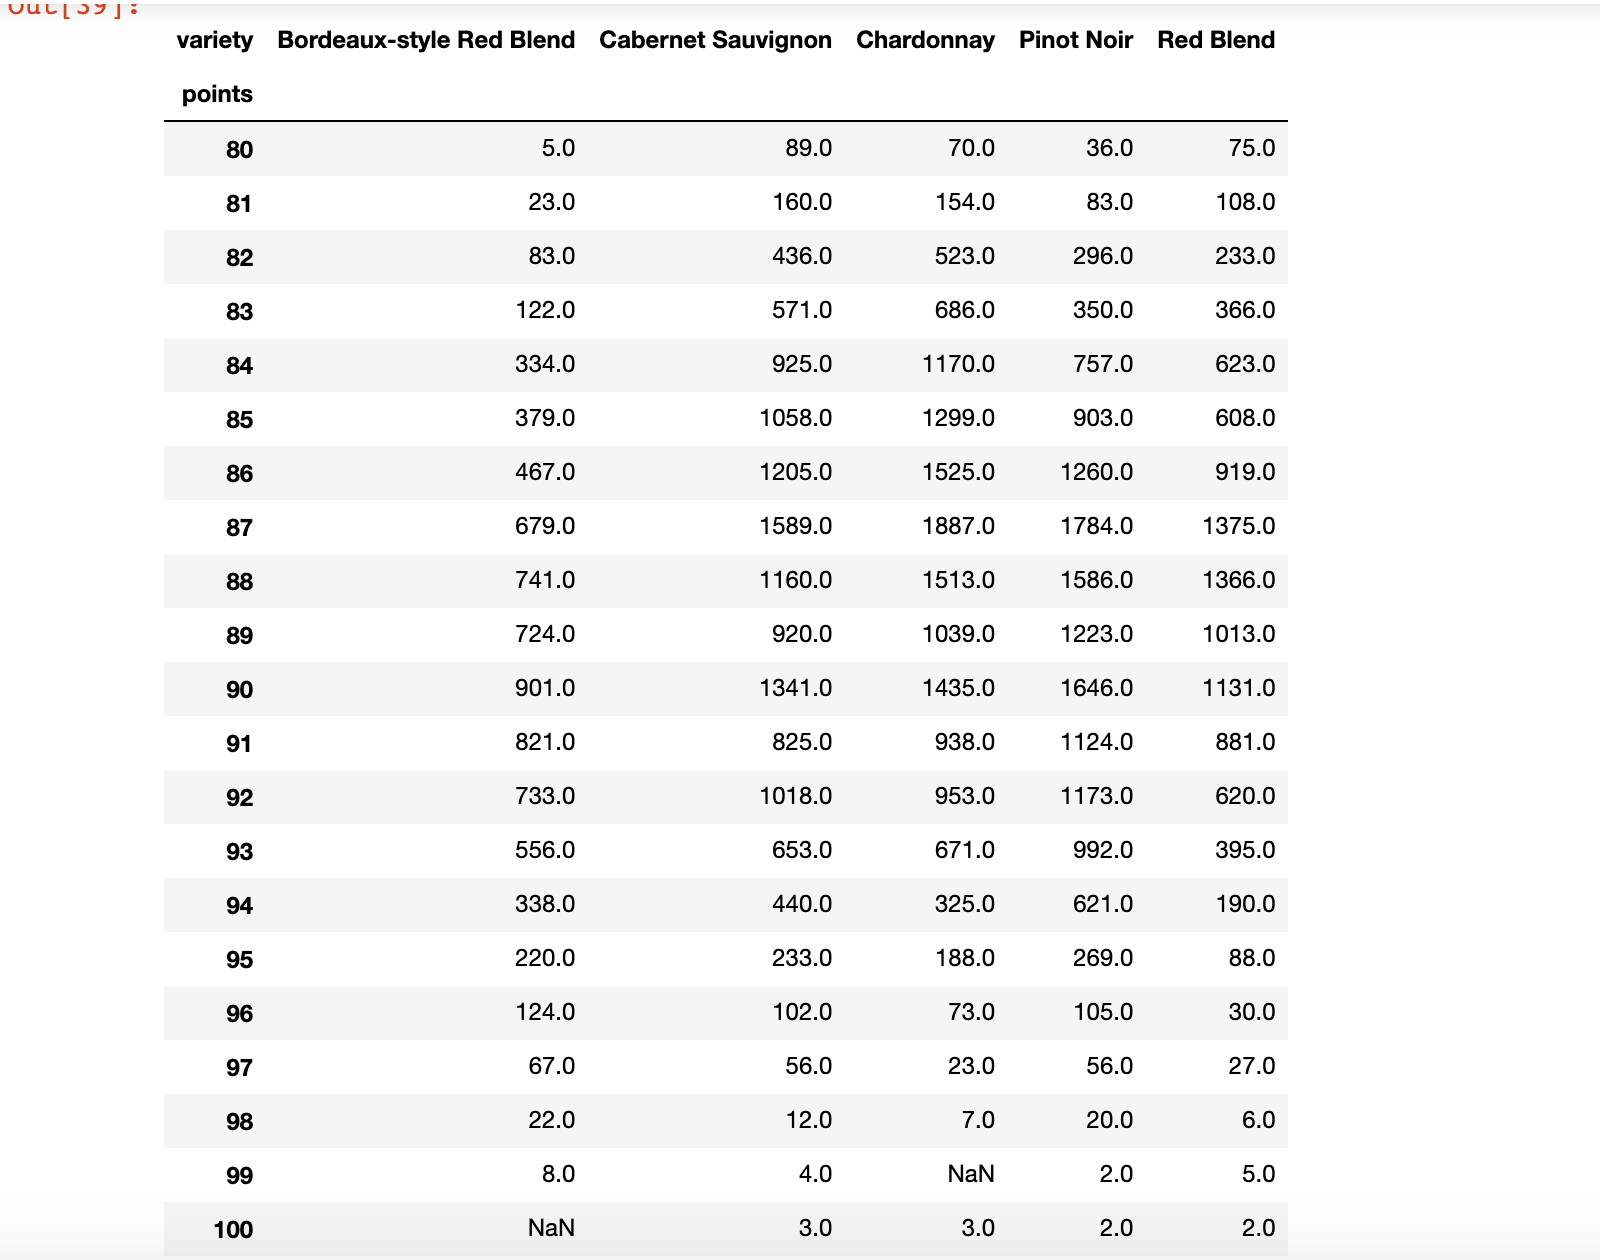 Out[39]:
variety Bordeaux-style Red Blend Cabernet Sauvignon Chardonnay Pinot Noir Red Blend
points
80 5.0 89.0 70.0 36.0 75.0
81 23.0 160.0 154.0 83.0 108.0
82 83.0 436.0 523.0 296.0 233.0
83 122.0 571.0 686.0 350.0 366.0
84 334.0 925.0 1170.0 757.0 623.0
85 379.0 1058.0 1299.0 903.0 608.0
86 467.0 1205.0 1525.0 1260.0 919.0
87 679.0 1589.0 1887.0 1784.0 1375.0
88 741.0 1160.0 1513.0 1586.0 1366.0
89 724.0 920.0 1039.0 1223.0 1013.0
90 901.0 1341.0 1435.0 1646.0 1131.0
91 821.0 825.0 938.0 1124.0 881.0
92 733.0 1018.0 953.0 1173.0 620.0
93 556.0 653.0 671.0 992.0 395.0
94 338.0 440.0 325.0 621.0 190.0
95 220.0 233.0 188.0 269.0 88.0
96 124.0 102.0 73.0 105.0 30.0
97 67.0 56.0 23.0 56.0 27.0
98 22.0 12.0 7.0 20.0 6.0
99 8.0 4.0 NaN 2.0 5.0
100 NaN 3.0 3.0 2.0 2.0